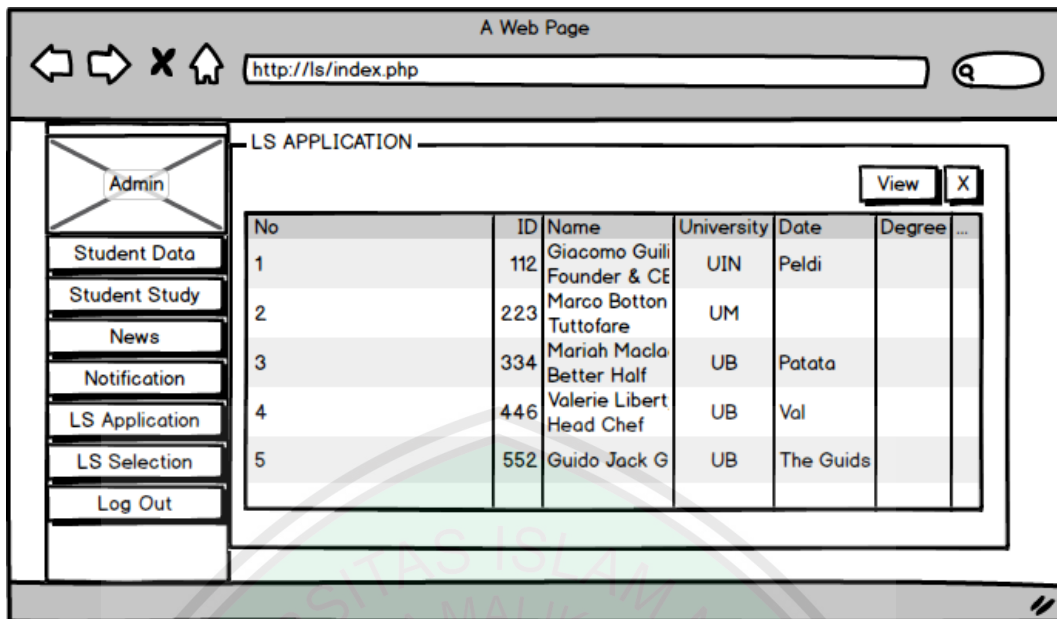 A Web Page
http://ls/index.php
Admin
Student Data
Student Study
News
Notification
LS Application
LS Selection
Log Out
LS APPLICATION
View X
No ID Name University Date Degree ...
1 112 Giacomo Guili UIN Peldi
Founder & CE
2 223 Marco Botton UM
Tuttofare
3 334 Mariah Macla UB Patata
Better Half
4 446 Valerie Libert UB Val
Head Chef
5 552 Guido Jack G UB The Guids
SITAS ISLAM
MALIK